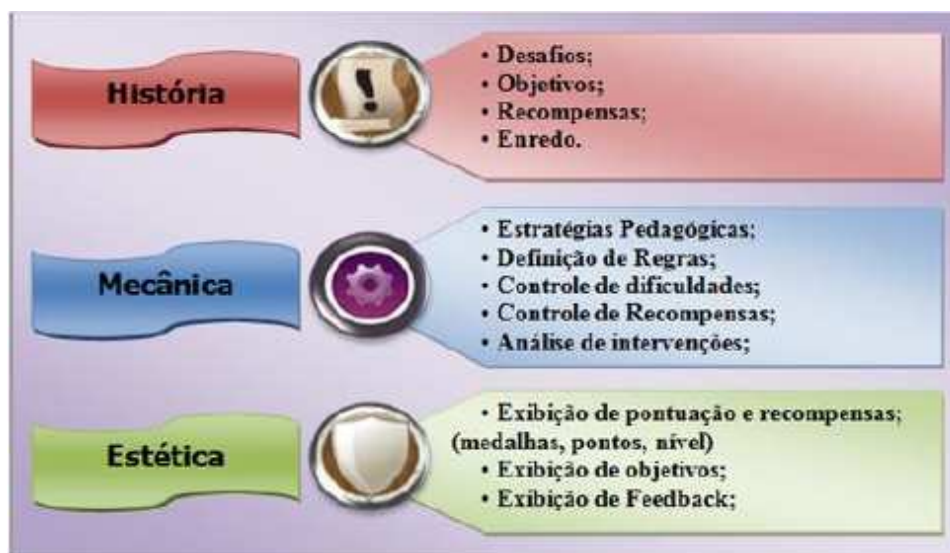 História
• Desafios;
• Objetivos;
• Recompensas;
• Enredo.
Mecânica
• Estratégias Pedagógicas;
• Definição de Regras;
• Controle de dificuldades;
• Controle de Recompensas;
• Análise de intervenções;
Estética
• Exibição de pontuação e recompensas;
(medalhas, pontos, nível)
• Exibição de objetivos;
• Exibição de Feedback;